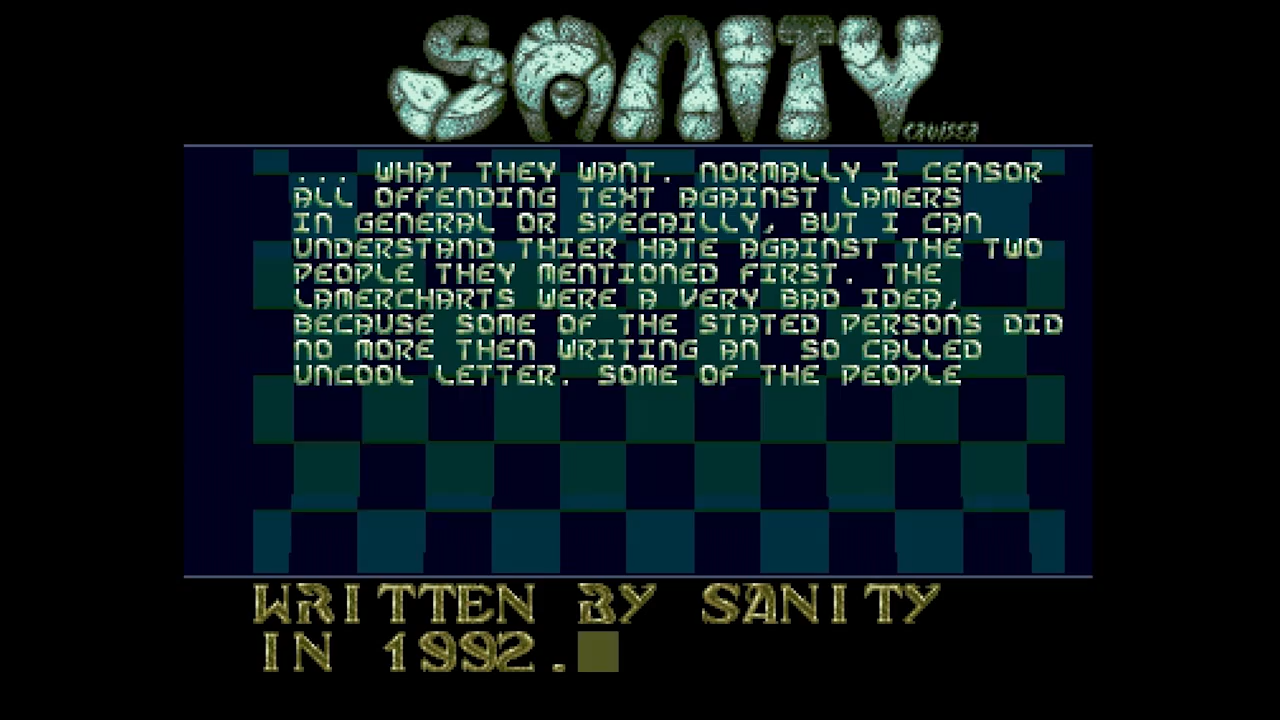 SANITY
CRUISER
... WHAT THEY WANT. NORMALLY I CENSOR
ALL OFFENDING TEXT AGAINST LAMERS
IN GENERAL OR SPECAILLY, BUT I CAN
UNDERSTAND THIER HATE AGAINST THE TWO
PEOPLE THEY MENTIONED FIRST. THE
LAMERCHARTS WERE A VERY BAD IDEA,
BECAUSE SOME OF THE STATED PERSONS DID
NO MORE THEN WRITING AN  SO CALLED
UNCOOL LETTER. SOME OF THE PEOPLE
WRITTEN BY SANITY
IN 1992.